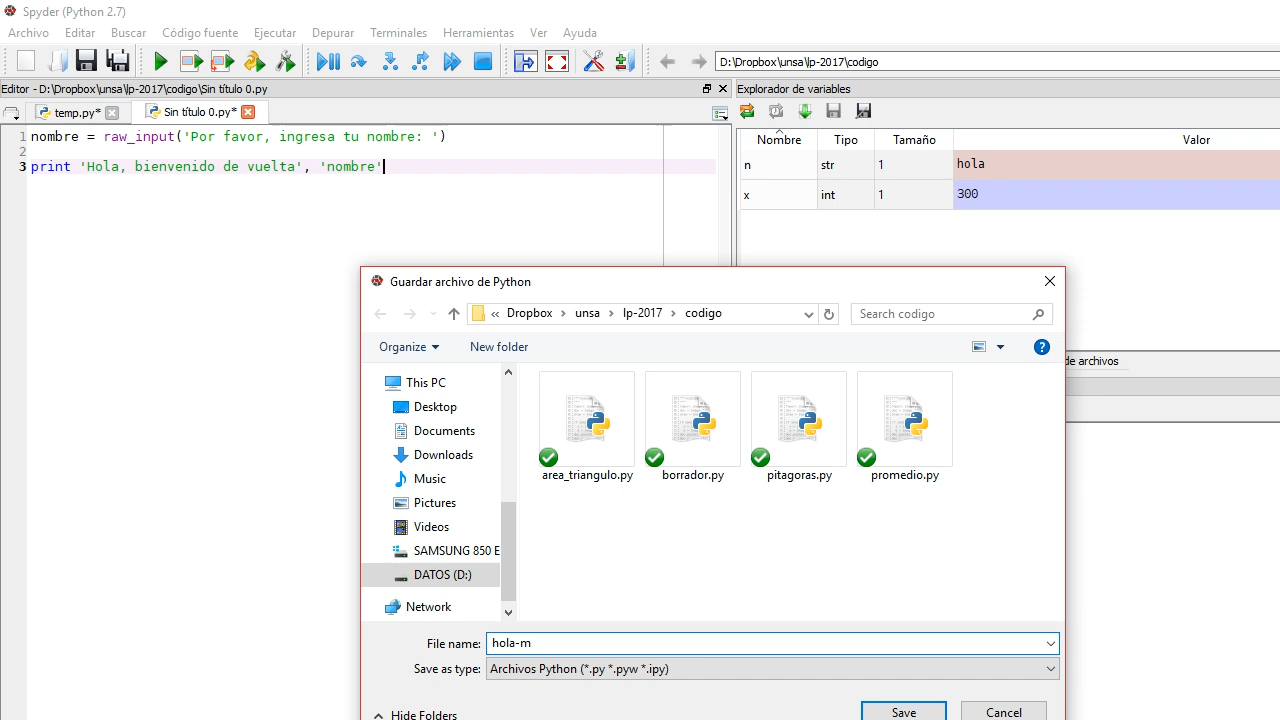 Spyder (Python 2.7)
Archivo Editar Buscar Código fuente Ejecutar Depurar Terminales Herramientas Ver Ayuda
D:\Dropbox\unsa\lp-2017\codigo
Editor - D:\Dropbox\unsa\lp-2017\codigo\Sin título 0.py
Explorador de variables
temp.py*
Sin título 0.py*
1 nombre = raw_input('Por favor, ingresa tu nombre: ')
2
3 print 'Hola, bienvenido de vuelta', 'nombre'
Nombre Tipo Tamaño Valor
n str 1 hola
x int 1 300
Guardar archivo de Python
« Dropbox › unsa › lp-2017 › codigo
Search codigo
Organize
New folder
de archivos
This PC
Desktop
Documents
Downloads
Music
Pictures
Videos
SAMSUNG 850 E
DATOS (D:)
Network
area_triangulo.py
borrador.py
pitagoras.py
promedio.py
File name: hola-m
Save as type: Archivos Python (*.py *.pyw *.ipy)
Hide Folders
Save
Cancel